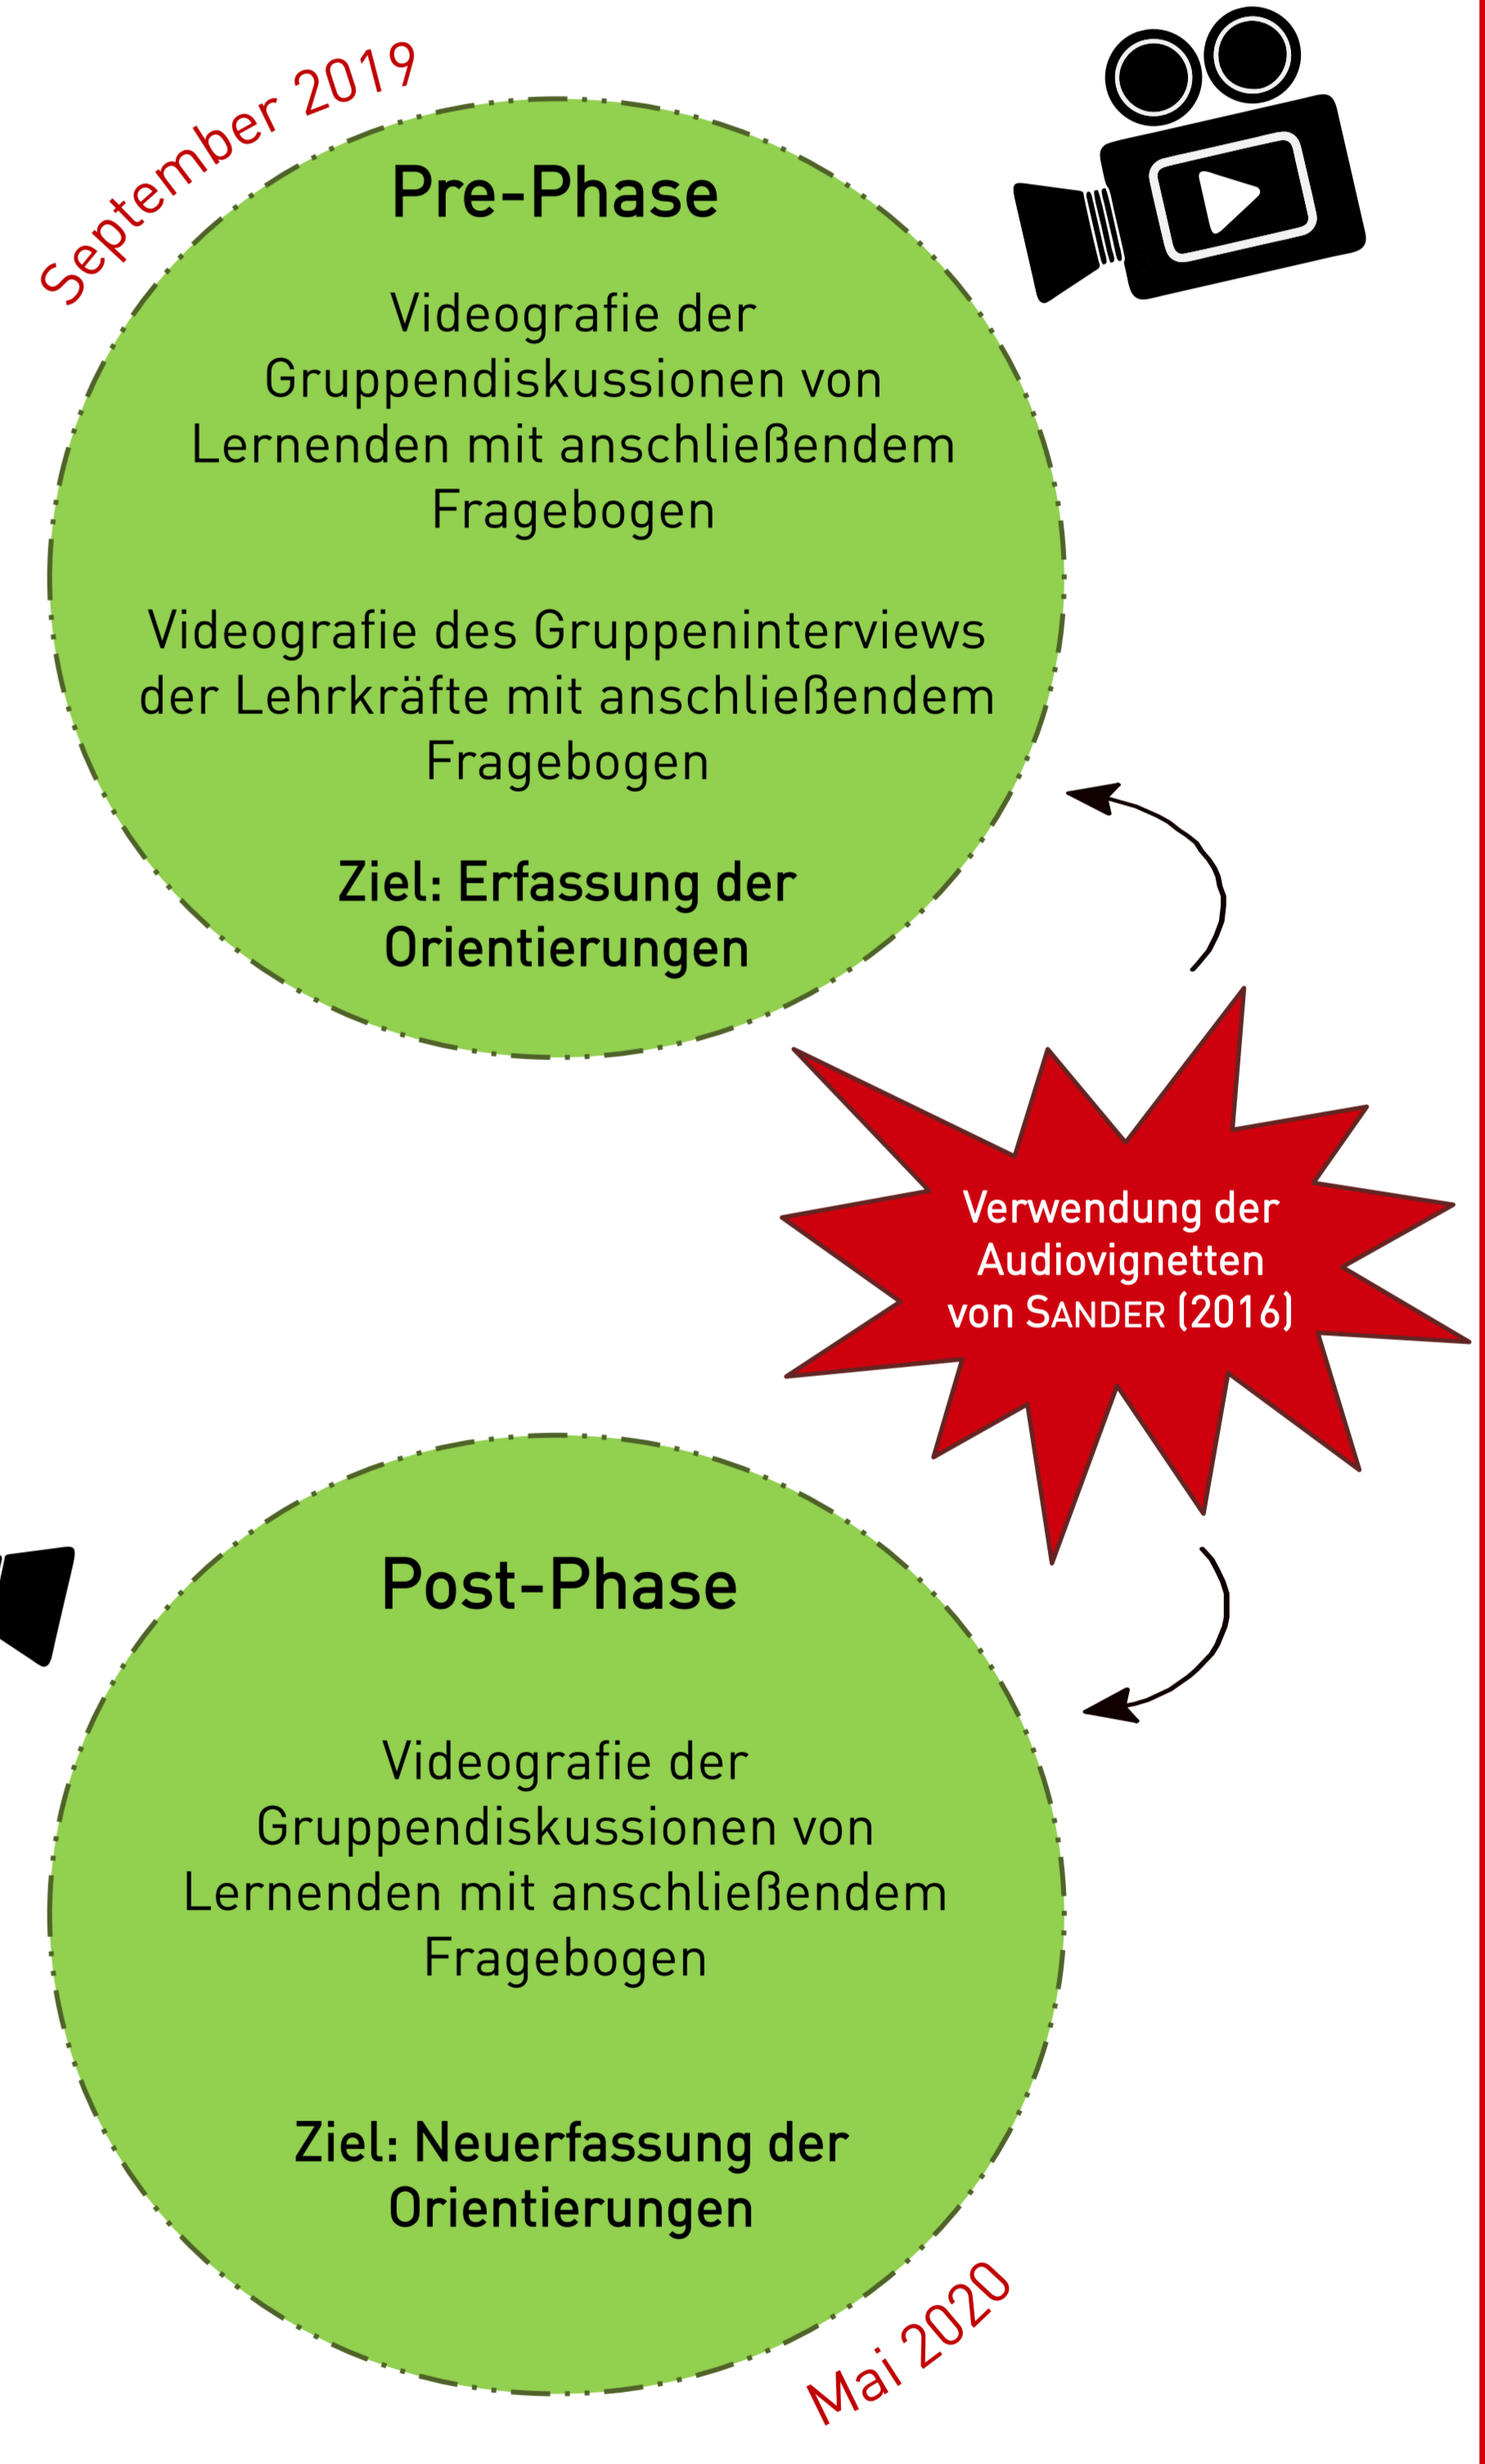 September 2019
Pre-Phase
Videografie der
Gruppendiskussionen von
Lernenden mit anschließendem
Fragebogen
Videografie des Gruppeninterviews
der Lehrkräfte mit anschließendem
Fragebogen
Ziel: Erfassung der
Orientierungen
Verwendung der
Audiovignetten
von SANDER (2016)
Post-Phase
Videografie der
Gruppendiskussionen von
Lernenden mit anschließendem
Fragebogen
Ziel: Neuerfassung der
Orientierungen
Mai 2020